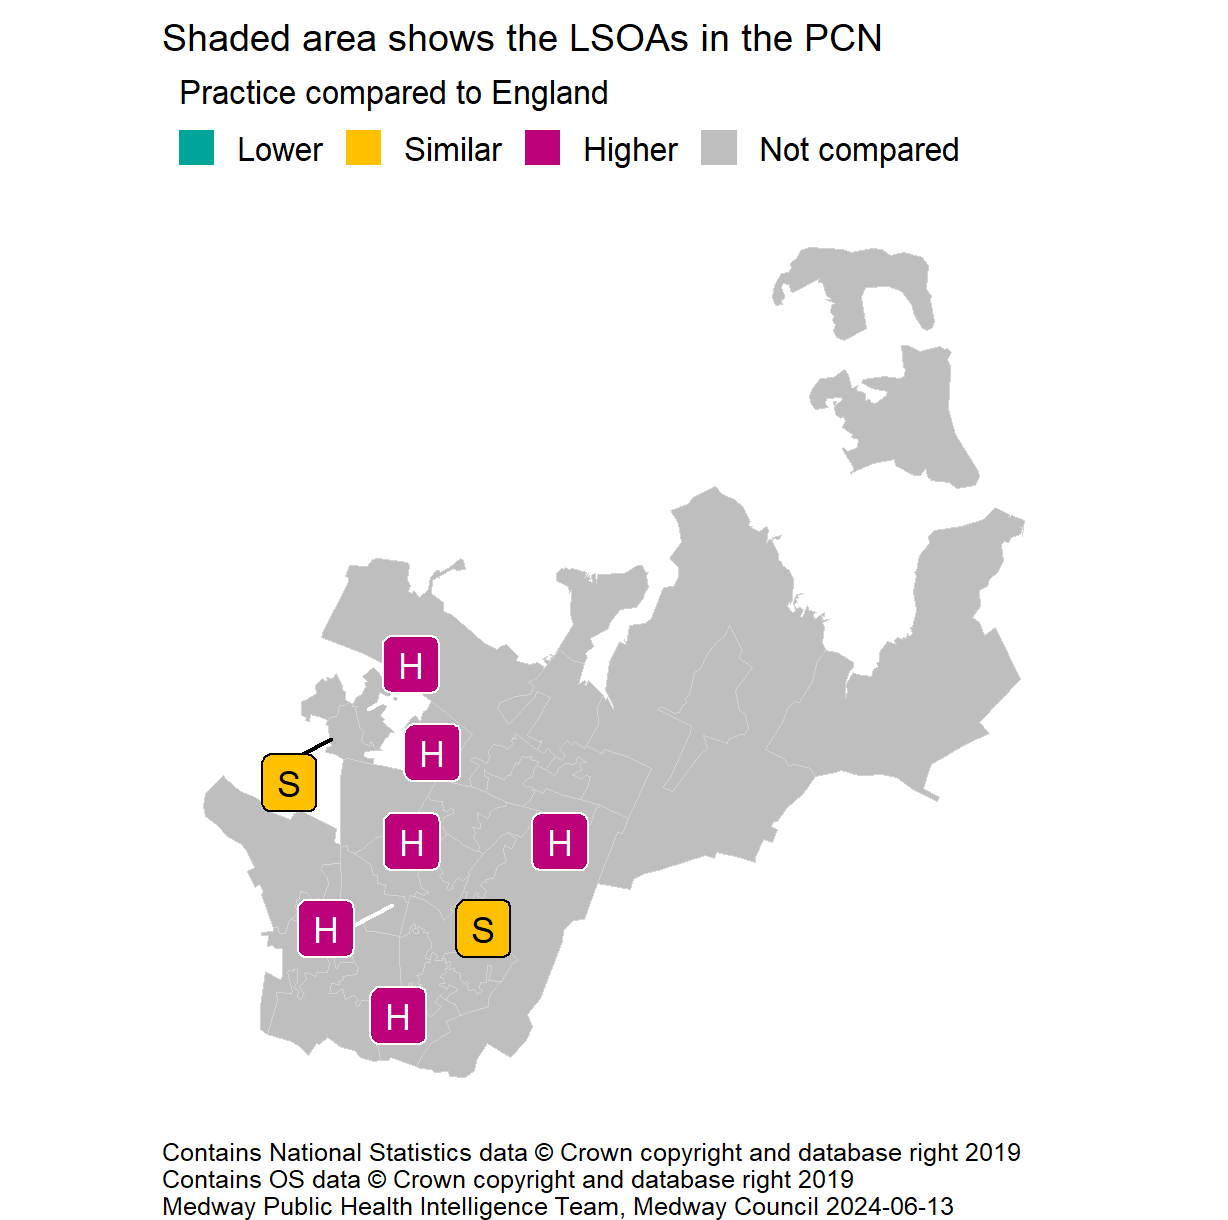 Shaded area shows the LSOAs in the PCN
Practice compared to England
Lower Similar Higher Not compared
H
H
S
H H
H S
H
Contains National Statistics data © Crown copyright and database right 2019
Contains OS data © Crown copyright and database right 2019
Medway Public Health Intelligence Team, Medway Council 2024-06-13